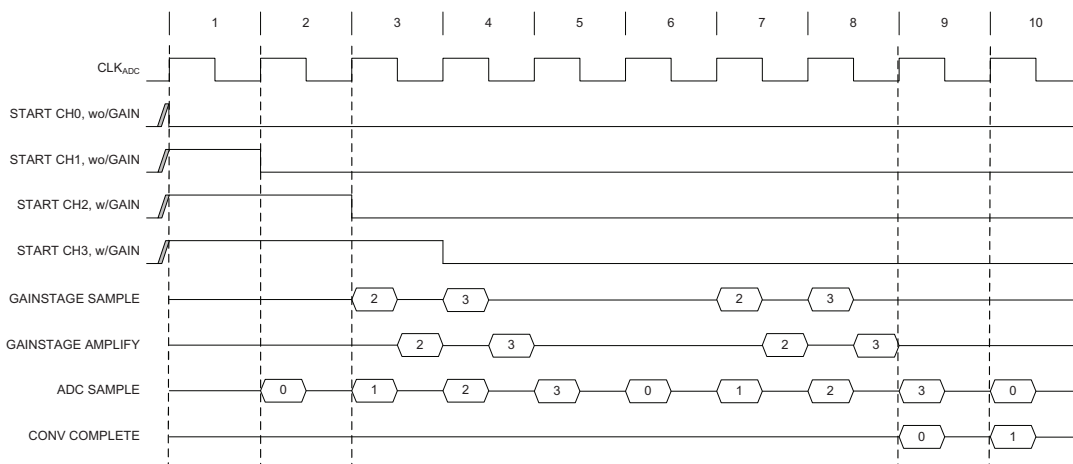 1 2 3 4 5 6 7 8 9 10
CLKADC
START CH0, wo/GAIN
START CH1, wo/GAIN
START CH2, w/GAIN
START CH3, w/GAIN
GAINSTAGE SAMPLE 2 3 2 3
GAINSTAGE AMPLIFY 2 3 2 3
ADC SAMPLE 0 1 2 3 0 1 2 3 0
CONV COMPLETE 0 1